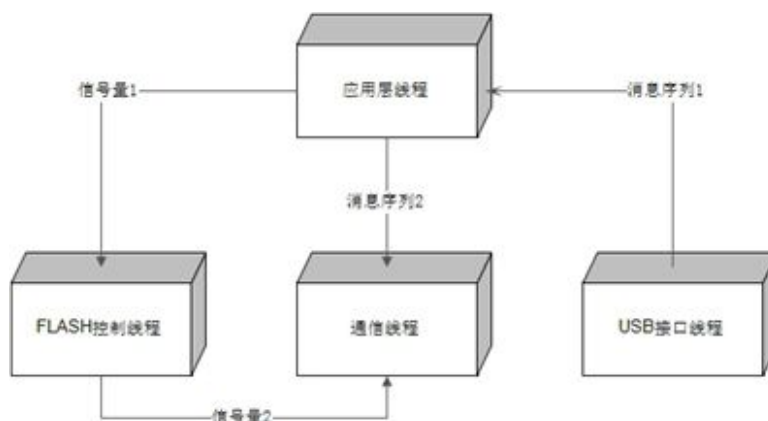 应用层线程
信号量1
消息序列1
消息序列2
FLASH控制线程
通信线程
USB接口线程
信号量2